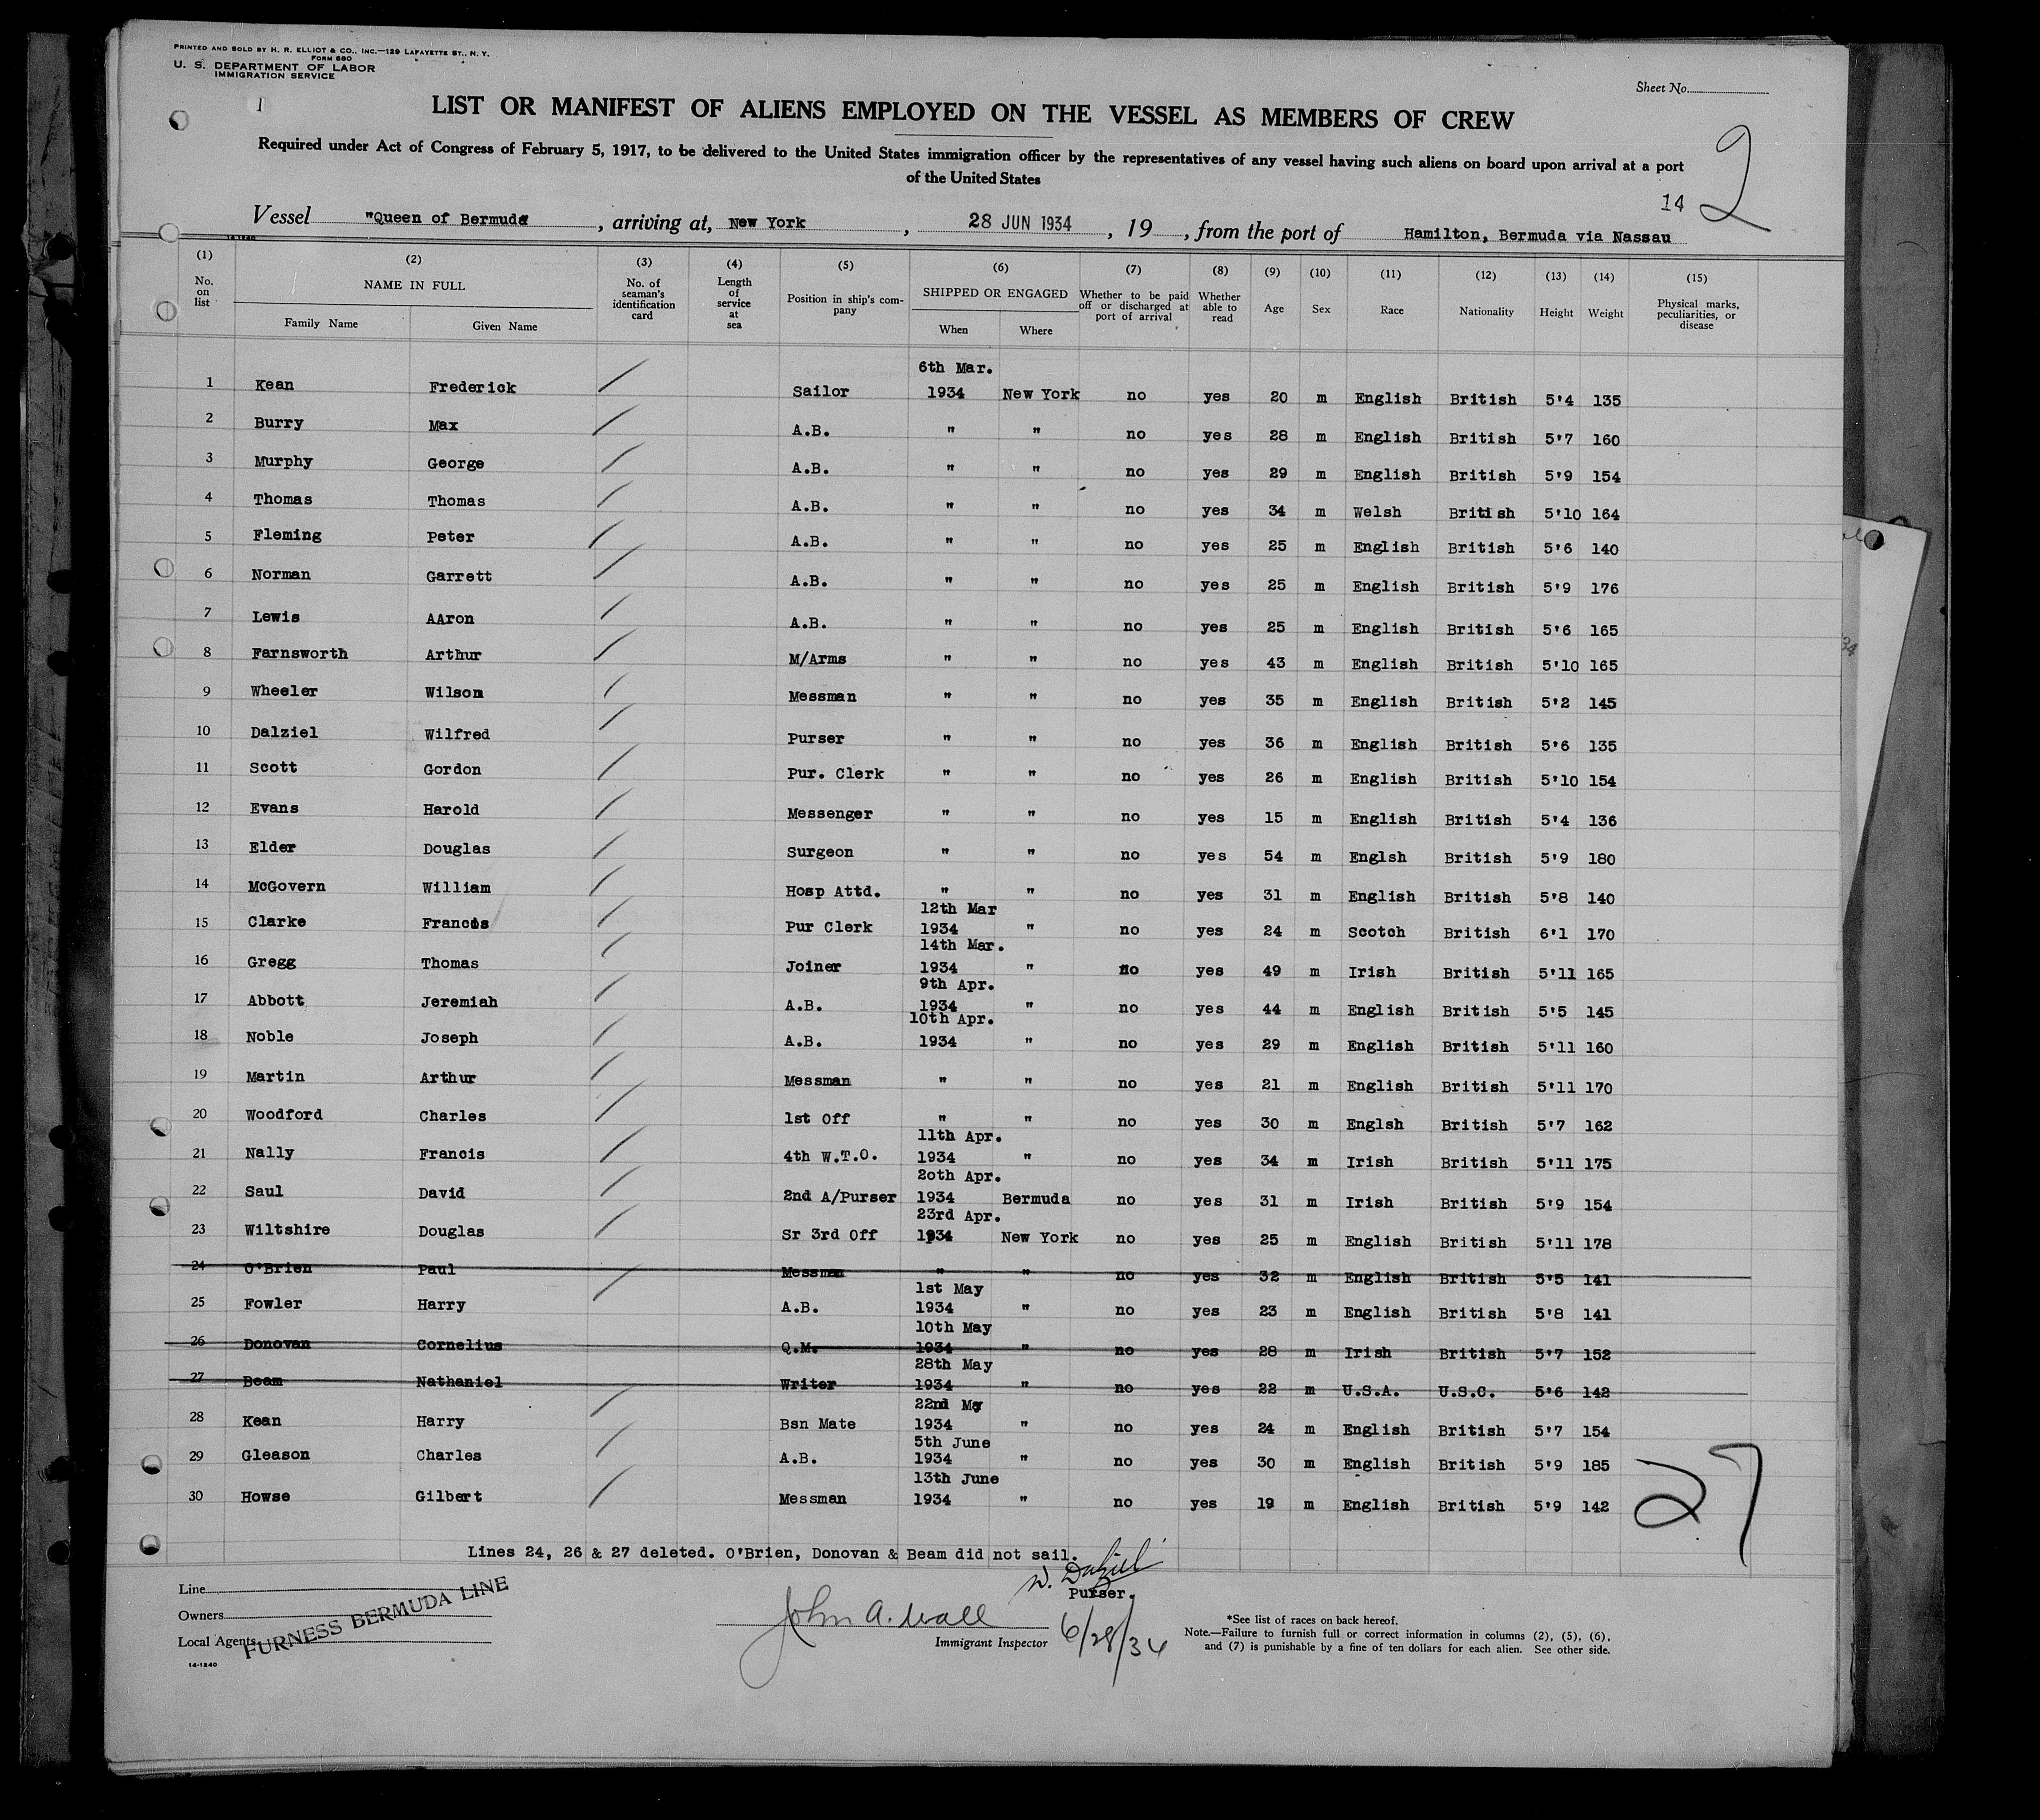 PRINTED AND SOLD BY H. R. ELLIOT & CO., INC.—129 LAFAYETTE ST., N. Y.
FORM 680
U. S. DEPARTMENT OF LABOR
IMMIGRATION SERVICE
Sheet No.
1
LIST OR MANIFEST OF ALIENS EMPLOYED ON THE VESSEL AS MEMBERS OF CREW
Required under Act of Congress of February 5, 1917, to be delivered to the United States immigration officer by the representatives of any vessel having such aliens on board upon arrival at a port
of the United States
14 2
Vessel "Queen of Bermuda , arriving at, New York , 28 JUN 1934 , 19 , from the port of Hamilton, Bermuda via Nassau
14-1240
(1) (2) (3) (4) (5) (6) (7) (8) (9) (10) (11) (12) (13) (14) (15)
No. on list NAME IN FULL Family Name Given Name No. of seaman's identification card Length of service at sea Position in ship's company SHIPPED OR ENGAGED When Where Whether to be paid off or discharged at port of arrival Whether able to read Age Sex Race Nationality Height Weight Physical marks, peculiarities, or disease
6th Mar.
1 Kean Frederick Sailor 1934 New York no yes 20 m English British 5'4 135
2 Burry Max A.B. " " no yes 28 m English British 5'7 160
3 Murphy George A.B. " " no yes 29 m English British 5'9 154
4 Thomas Thomas A.B. " " no yes 34 m Welsh British 5'10 164
5 Fleming Peter A.B. " " no yes 25 m English British 5'6 140
6 Norman Garrett A.B. " " no yes 25 m English British 5'9 176
7 Lewis AAron A.B. " " no yes 25 m English British 5'6 165
8 Farnsworth Arthur M/Arms " " no yes 43 m English British 5'10 165
9 Wheeler Wilson Messman " " no yes 35 m English British 5'2 145
10 Dalziel Wilfred Purser " " no yes 36 m English British 5'6 135
11 Scott Gordon Pur. Clerk " " no yes 26 m English British 5'10 154
12 Evans Harold Messenger " " no yes 15 m English British 5'4 136
13 Elder Douglas Surgeon " " no yes 54 m Englsh British 5'9 180
14 McGovern William Hosp Attd. " " no yes 31 m English British 5'8 140
12th Mar
15 Clarke Francis Pur Clerk 1934 " no yes 24 m Scotch British 6'1 170
14th Mar.
16 Gregg Thomas Joiner 1934 " no yes 49 m Irish British 5'11 165
9th Apr.
17 Abbott Jeremiah A.B. 1934 " no yes 44 m English British 5'5 145
10th Apr.
18 Noble Joseph A.B. 1934 " no yes 29 m English British 5'11 160
19 Martin Arthur Messman " " no yes 21 m English British 5'11 170
20 Woodford Charles 1st Off " " no yes 30 m Englsh British 5'7 162
11th Apr.
21 Nally Francis 4th W.T.O. 1934 " no yes 34 m Irish British 5'11 175
20th Apr.
22 Saul David 2nd A/Purser 1934 Bermuda no yes 31 m Irish British 5'9 154
23rd Apr.
23 Wiltshire Douglas Sr 3rd Off 1934 New York no yes 25 m English British 5'11 178
24 O'Brien Paul Messman " " no yes 32 m English British 5'5 141
1st May
25 Fowler Harry A.B. 1934 " no yes 23 m English British 5'8 141
10th May
26 Donovan Cornelius Q.M. 1934 " no yes 28 m Irish British 5'7 152
28th May
27 Beam Nathaniel Writer 1934 " no yes 22 m U.S.A. U.S.C. 5'6 142
22nd May
28 Kean Harry Bsn Mate 1934 " no yes 24 m English British 5'7 154
5th June
29 Gleason Charles A.B. 1934 " no yes 30 m English British 5'9 185
13th June
30 Howse Gilbert Messman 1934 " no yes 19 m English British 5'9 142
27
Lines 24, 26 & 27 deleted. O'Brien, Donovan & Beam did not sail.
W. Dalziel
Purser.
Line
Owners
Local Agents
FURNESS BERMUDA LINE
14-1240
John A. Wall
Immigrant Inspector
6/28/34
*See list of races on back hereof.
Note.—Failure to furnish full or correct information in columns (2), (5), (6),
and (7) is punishable by a fine of ten dollars for each alien. See other side.